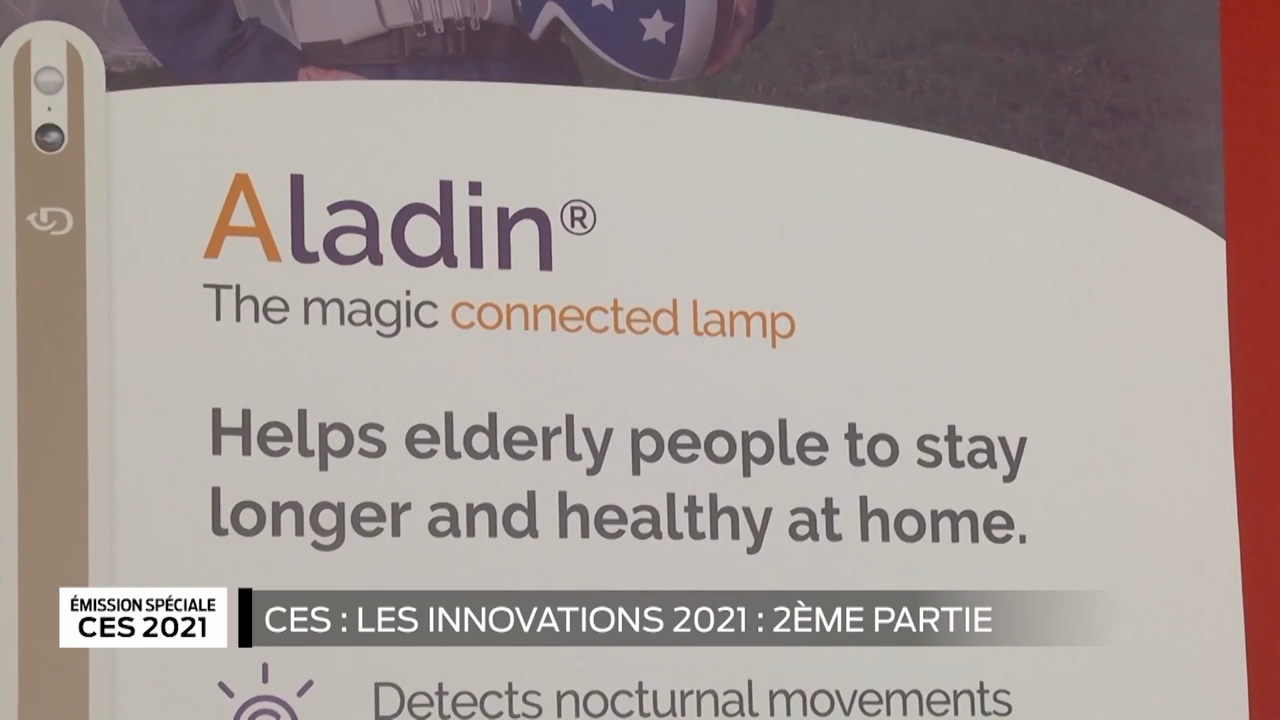 Aladin®
The magic connected lamp
Helps elderly people to stay
longer and healthy at home.
ÉMISSION SPÉCIALE
CES 2021
CES : LES INNOVATIONS 2021 : 2ÈME PARTIE
Detects nocturnal movements